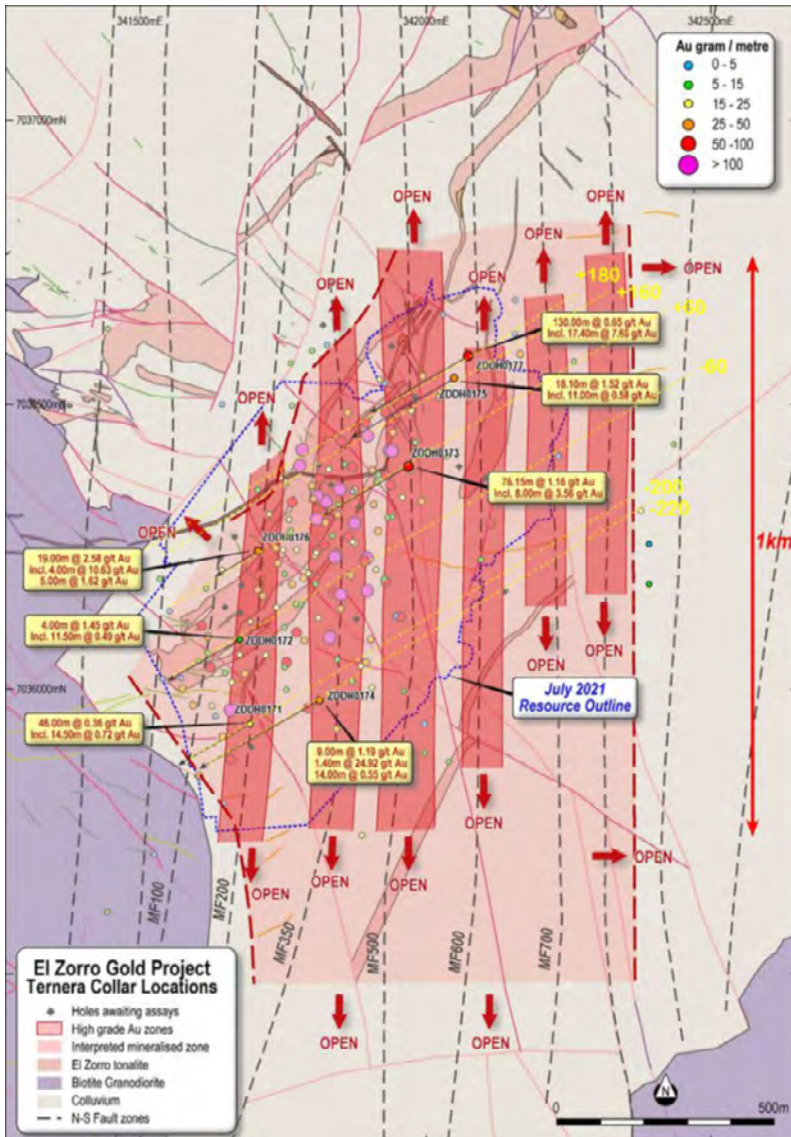 341500mE
342000mE
342500mE
Au gram / metre
0 - 5
5 - 15
15 - 25
25 - 50
50 -100
> 100
7037000mN
OPEN
OPEN
OPEN
OPEN
OPEN
OPEN
OPEN
+180
+160
+60
-60
130.00m @ 0.65 g/t Au
Incl. 17.40m @ 7.68 g/t Au
ZDDH0177
18.10m @ 1.52 g/t Au
Incl. 11.00m @ 0.58 g/t Au
ZDDH0175
OPEN
ZDDH0173
76.15m @ 1.16 g/t Au
Incl. 8.00m @ 3.56 g/t Au
-200
-220
OPEN
ZDDH0176
1km
19.00m @ 2.58 g/t Au
Incl. 4.00m @ 10.63 g/t Au
5.00m @ 1.62 g/t Au
4.00m @ 1.45 g/t Au
Incl. 11.50m @ 0.49 g/t Au
ZDDH0172
OPEN
OPEN
7036000mN
July 2021
Resource Outline
ZDDH0171
ZDDH0174
46.00m @ 0.36 g/t Au
Incl. 14.50m @ 0.72 g/t Au
9.00m @ 1.19 g/t Au
1.40m @ 24.92 g/t Au
14.00m @ 0.55 g/t Au
OPEN
OPEN
OPEN
OPEN
OPEN
MF100
MF200
MF350
MF500
MF600
MF700
El Zorro Gold Project
Ternera Collar Locations
Holes awaiting assays
High grade Au zones
Interpreted mineralised zone
El Zorro tonalite
Biotite Granodiorite
Colluvium
N-S Fault zones
OPEN
OPEN
N
0
500m